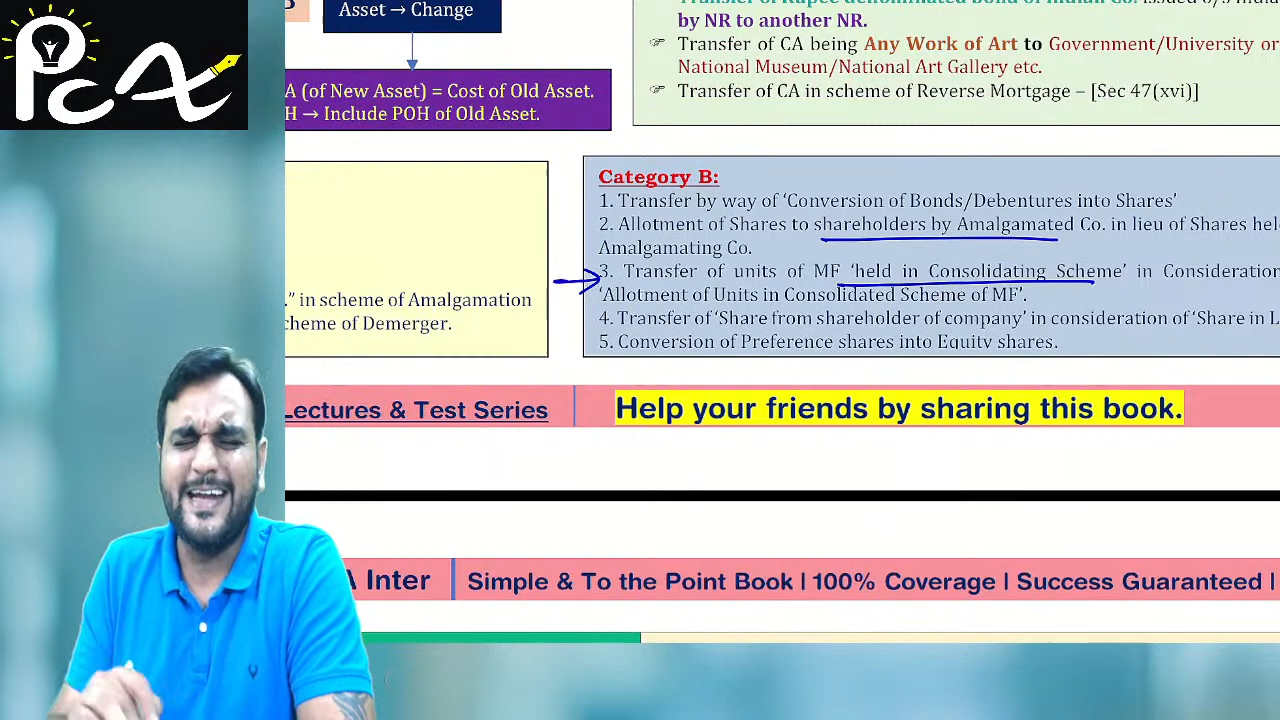 PCA
B
Asset → Change
A (of New Asset) = Cost of Old Asset.
H → Include POH of Old Asset.
by NR to another NR.
☞ Transfer of CA being Any Work of Art to Government/University or
National Museum/National Art Gallery etc.
☞ Transfer of CA in scheme of Reverse Mortgage – [Sec 47(xvi)]
.” in scheme of Amalgamation
cheme of Demerger.
Category B:
1. Transfer by way of ‘Conversion of Bonds/Debentures into Shares’
2. Allotment of Shares to shareholders by Amalgamated Co. in lieu of Shares hel
Amalgamating Co.
3. Transfer of units of MF ‘held in Consolidating Scheme’ in Consideration
‘Allotment of Units in Consolidated Scheme of MF’.
4. Transfer of ‘Share from shareholder of company’ in consideration of ‘Share in L
5. Conversion of Preference shares into Equity shares.
Lectures & Test Series
Help your friends by sharing this book.
A Inter
Simple & To the Point Book | 100% Coverage | Success Guaranteed |